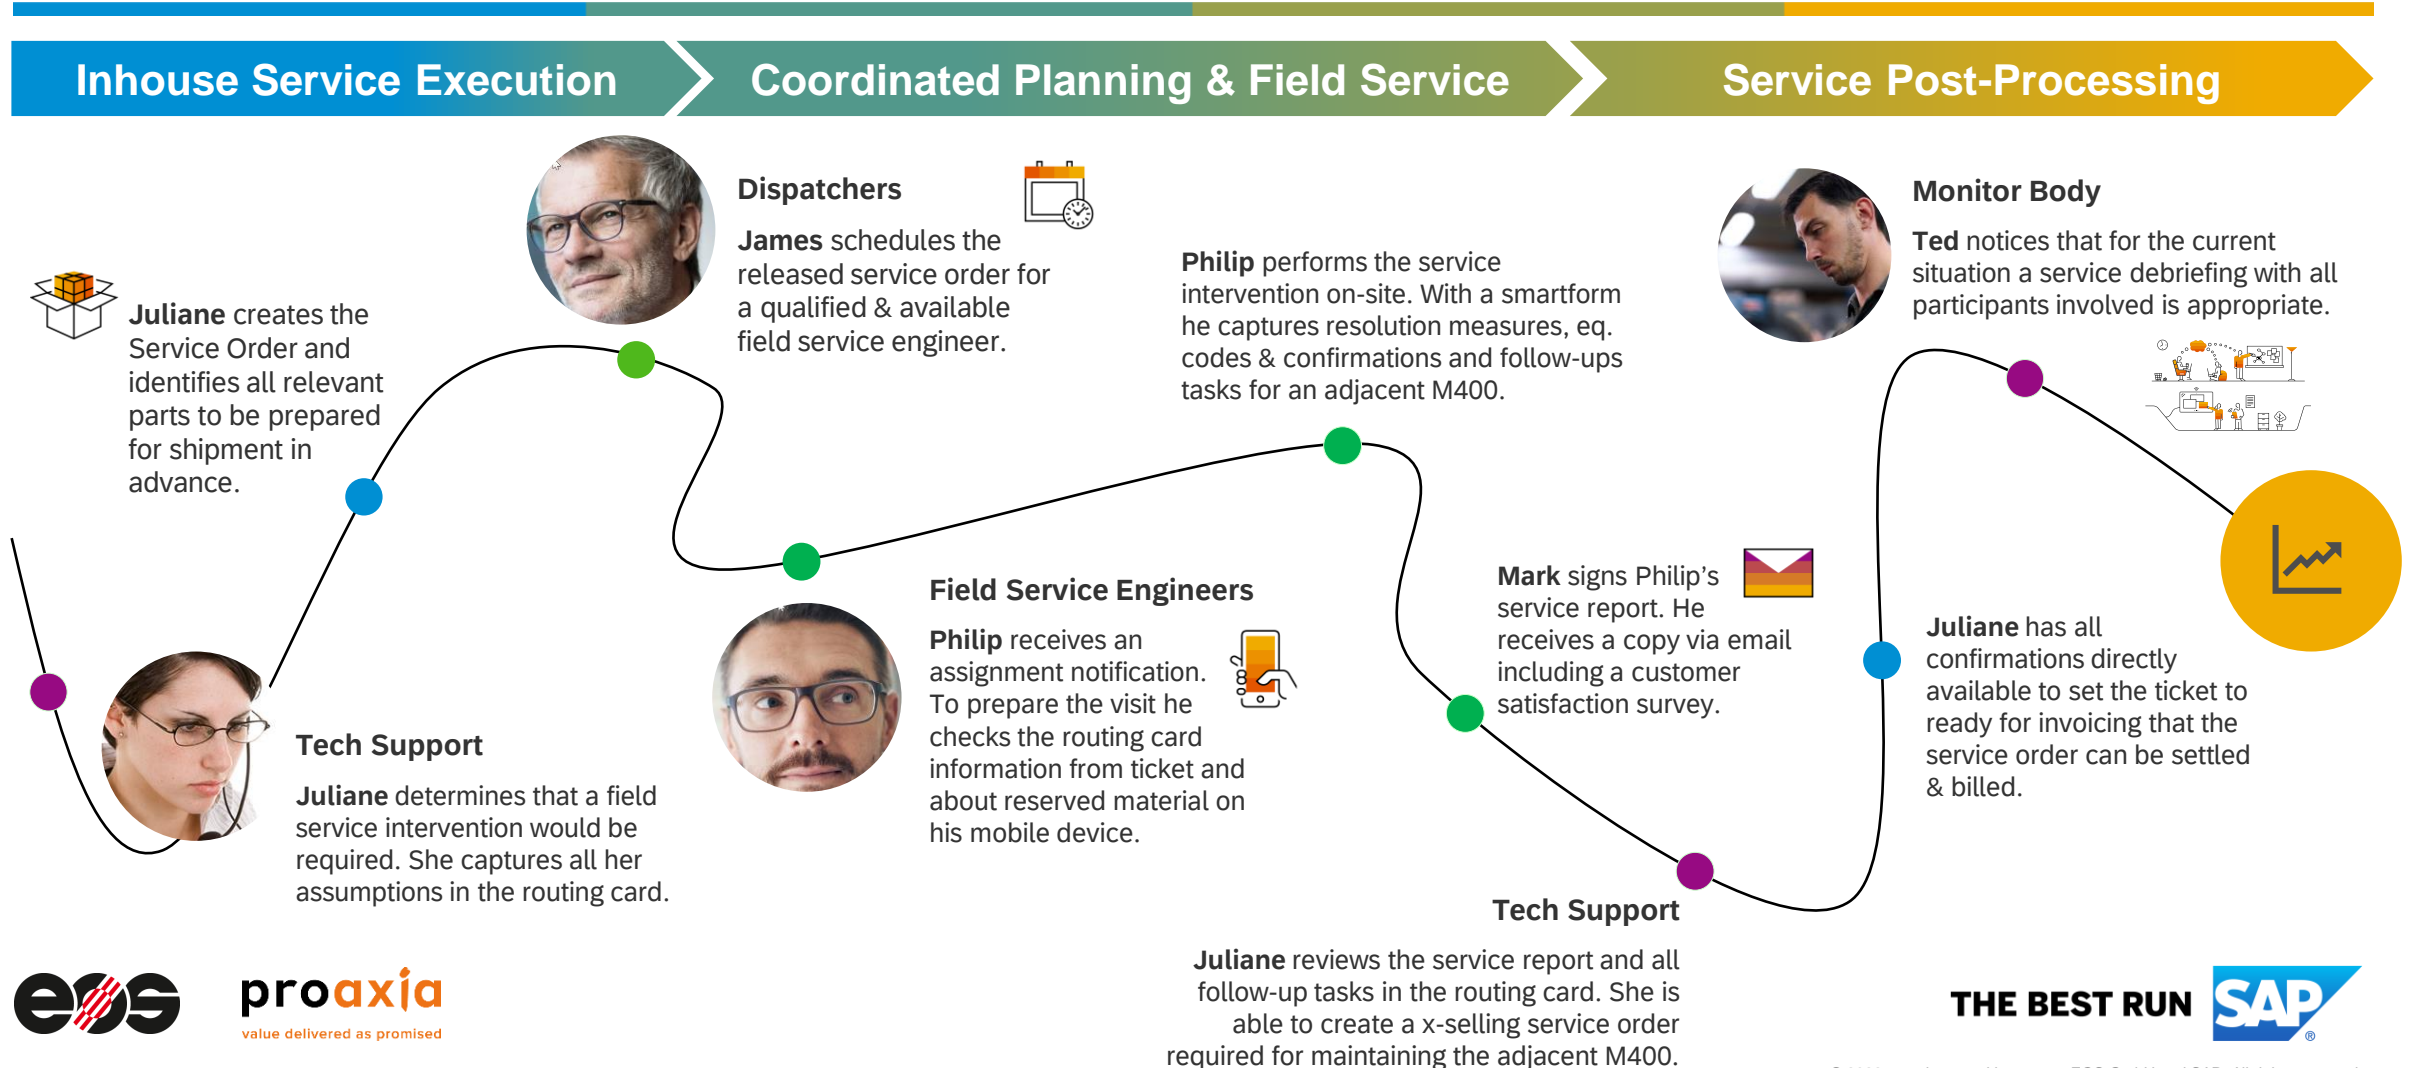 Inhouse Service Execution
Coordinated Planning & Field Service
Service Post-Processing
Juliane creates the
Service Order and
identifies all relevant
parts to be prepared
for shipment in
advance.
Tech Support
Juliane determines that a field
service intervention would be
required. She captures all her
assumptions in the routing card.
Dispatchers
James schedules the
released service order for
a qualified & available
field service engineer.
Field Service Engineers
Philip receives an
assignment notification.
To prepare the visit he
checks the routing card
information from ticket and
about reserved material on
his mobile device.
Philip performs the service
intervention on-site. With a smartform
he captures resolution measures, eq.
codes & confirmations and follow-ups
tasks for an adjacent M400.
Mark signs Philip's
service report. He
receives a copy via email
including a customer
satisfaction survey.
Tech Support
Juliane reviews the service report and all
follow-up tasks in the routing card. She is
able to create a x-selling service order
required for maintaining the adjacent M400.
Juliane has all
confirmations directly
available to set the ticket to
ready for invoicing that the
service order can be settled
& billed.
Monitor Body
Ted notices that for the current
situation a service debriefing with all
participants involved is appropriate.
eos
proaxia
value delivered as promised
THE BEST RUN SAP®